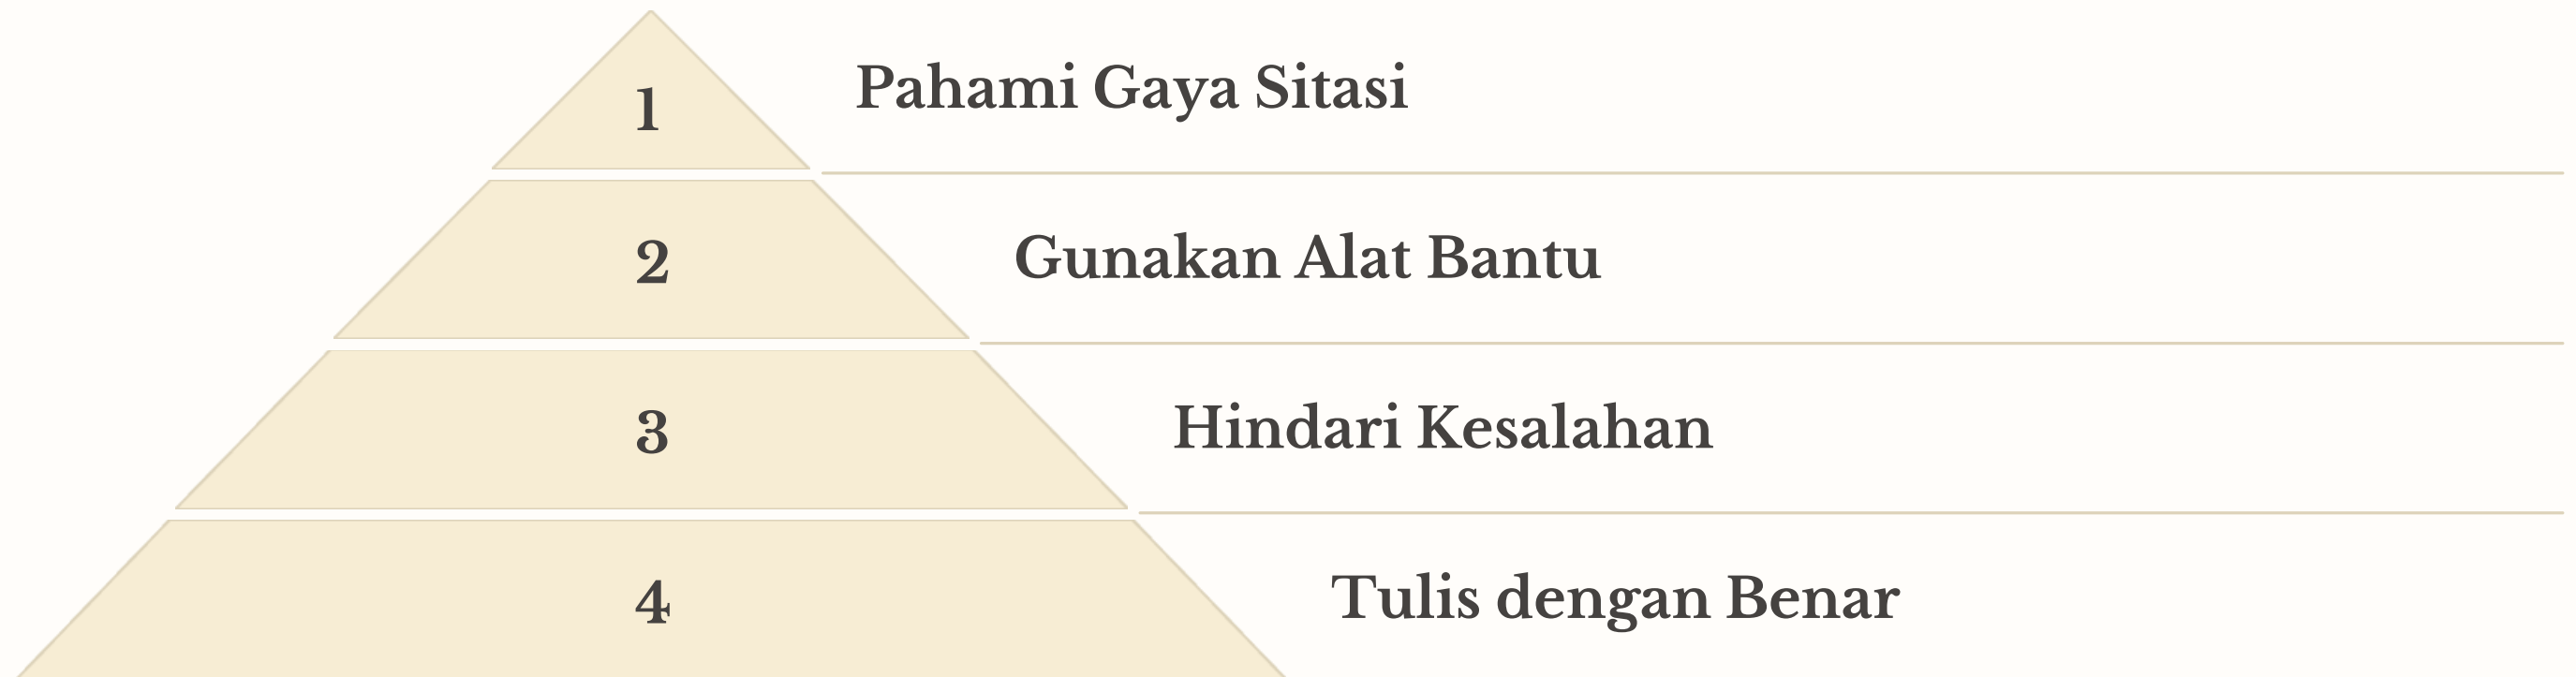 1
Pahami Gaya Sitasi
2
Gunakan Alat Bantu
3
Hindari Kesalahan
4
Tulis dengan Benar